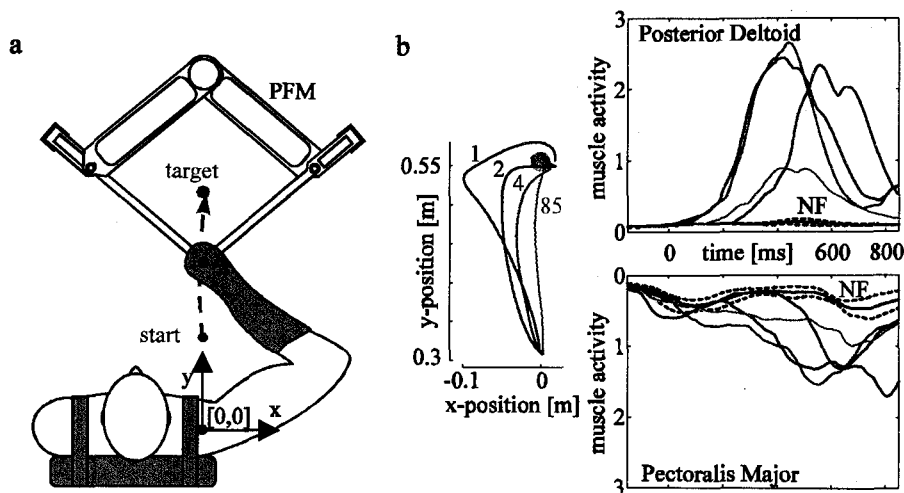 a
PFM
target
start
y
x
[0,0]
b
1
2
4
85
0.55
0.3
y-position [m]
-0.1
0
x-position [m]
Posterior Deltoid
3
2
1
0
muscle activity
NF
0
time [ms]
600
800
0
1
2
3
muscle activity
NF
Pectoralis Major